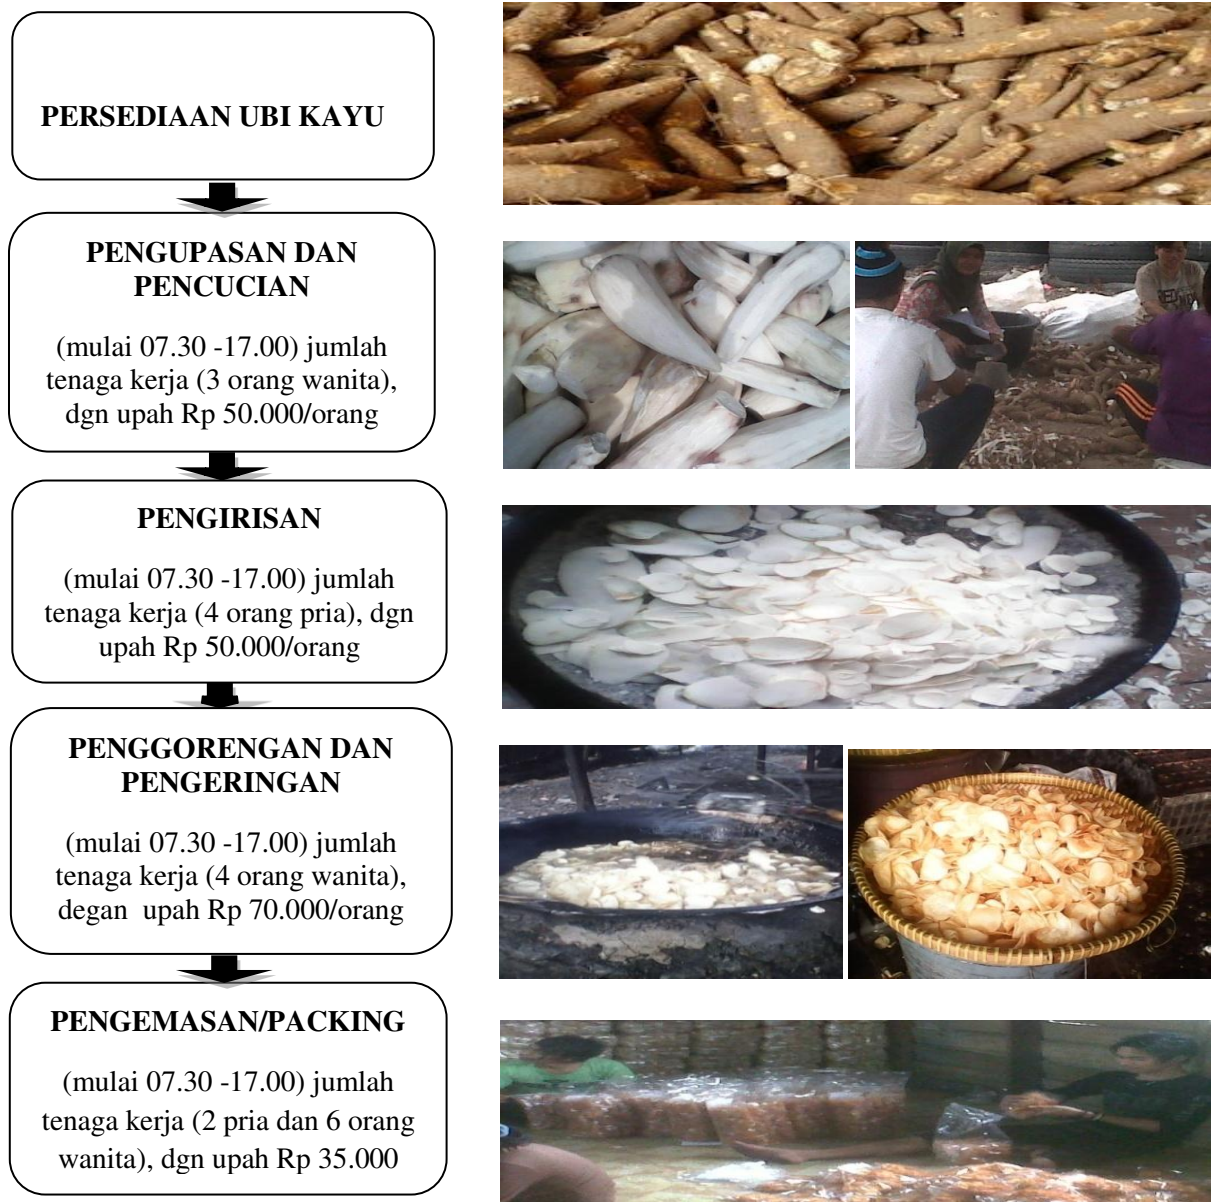 PERSEDIAAN UBI KAYU
PENGUPASAN DAN
PENCUCIAN
(mulai 07.30 -17.00) jumlah
tenaga kerja (3 orang wanita),
dgn upah Rp 50.000/orang
PENGIRISAN
(mulai 07.30 -17.00) jumlah
tenaga kerja (4 orang pria), dgn
upah Rp 50.000/orang
PENGGORENGAN DAN
PENGERINGAN
(mulai 07.30 -17.00) jumlah
tenaga kerja (4 orang wanita),
degan upah Rp 70.000/orang
PENGEMASAN/PACKING
(mulai 07.30 -17.00) jumlah
tenaga kerja (2 pria dan 6 orang
wanita), dgn upah Rp 35.000